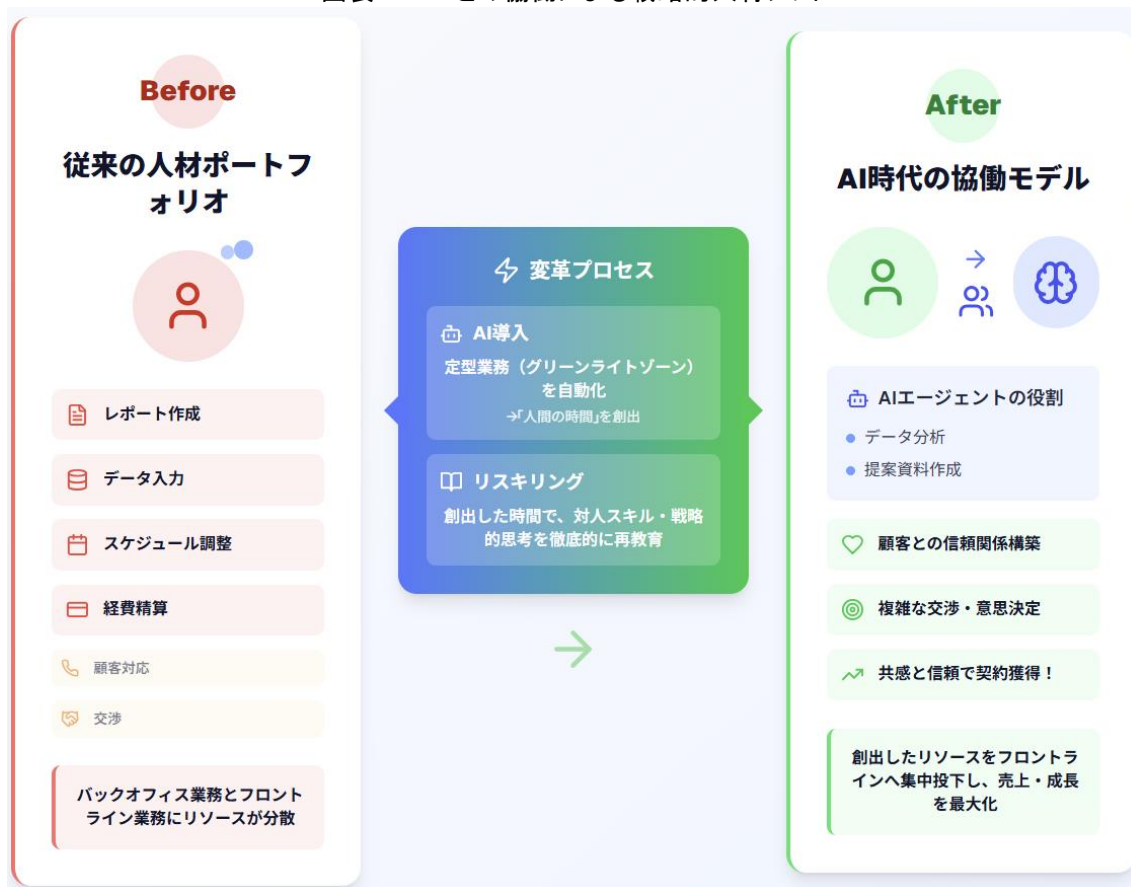 Before
従来の人材ポートフ
ォリオ
レポート作成
データ入力
スケジュール調整
経費精算
顧客対応
交渉
バックオフィス業務とフロント
ライン業務にリソースが分散
変革プロセス
AI導入
定型業務（グリーンライトゾーン）
を自動化
→「人間の時間」を創出
リスキリング
創出した時間で、対人スキル・戦略
的思考を徹底的に再教育
After
AI時代の協働モデル
AIエージェントの役割
データ分析
提案資料作成
顧客との信頼関係構築
複雑な交渉・意思決定
共感と信頼で契約獲得！
創出したリソースをフロントラ
インへ集中投下し、売上・成長
を最大化